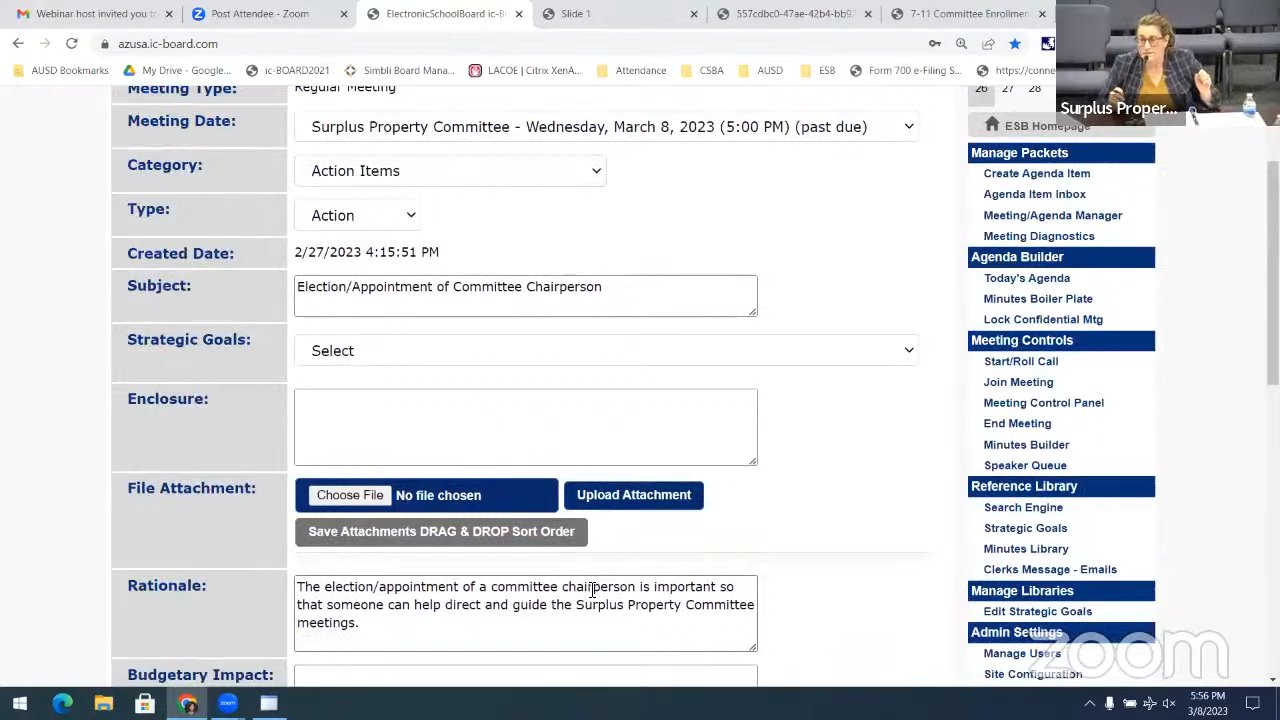 Webinar host invited you t
Post Attendee - Zoom
ElectronicSchoolBoard ic-B
Slide 1
557cdbc0-47ae-42b4-bb9
7-11 Committee Enrollme
azusa.ic-board.com
AUSD Bookmarks
My Drive - Google...
ic-BOARD2021
Simbli Board Mana...
LACOE | Citrix XenA...
Attendance
CSBA
AUSD
ESB
Form 700 e-Filing S...
https://conne
Surplus Proper...
Meeting Type:
Regular Meeting
Meeting Date:
Surplus Property Committee - Wednesday, March 8, 2023 (5:00 PM) (past due)
Category:
Action Items
Type:
Action
Created Date:
2/27/2023 4:15:51 PM
Subject:
Election/Appointment of Committee Chairperson
Strategic Goals:
Select
Enclosure:
File Attachment:
Choose File No file chosen
Upload Attachment
Save Attachments DRAG & DROP Sort Order
Rationale:
The election/appointment of a committee chairperson is important so
that someone can help direct and guide the Surplus Property Committee
meetings.
Budgetary Impact:
26 27 28
ESB Homepage
Manage Packets
Create Agenda Item
Agenda Item Inbox
Meeting/Agenda Manager
Meeting Diagnostics
Agenda Builder
Today's Agenda
Minutes Boiler Plate
Lock Confidential Mtg
Meeting Controls
Start/Roll Call
Join Meeting
Meeting Control Panel
End Meeting
Minutes Builder
Speaker Queue
Reference Library
Search Engine
Strategic Goals
Minutes Library
Clerks Message - Emails
Manage Libraries
Edit Strategic Goals
Admin Settings
Manage Users
Site Configuration
zoom
zoom
5:56 PM
3/8/2023